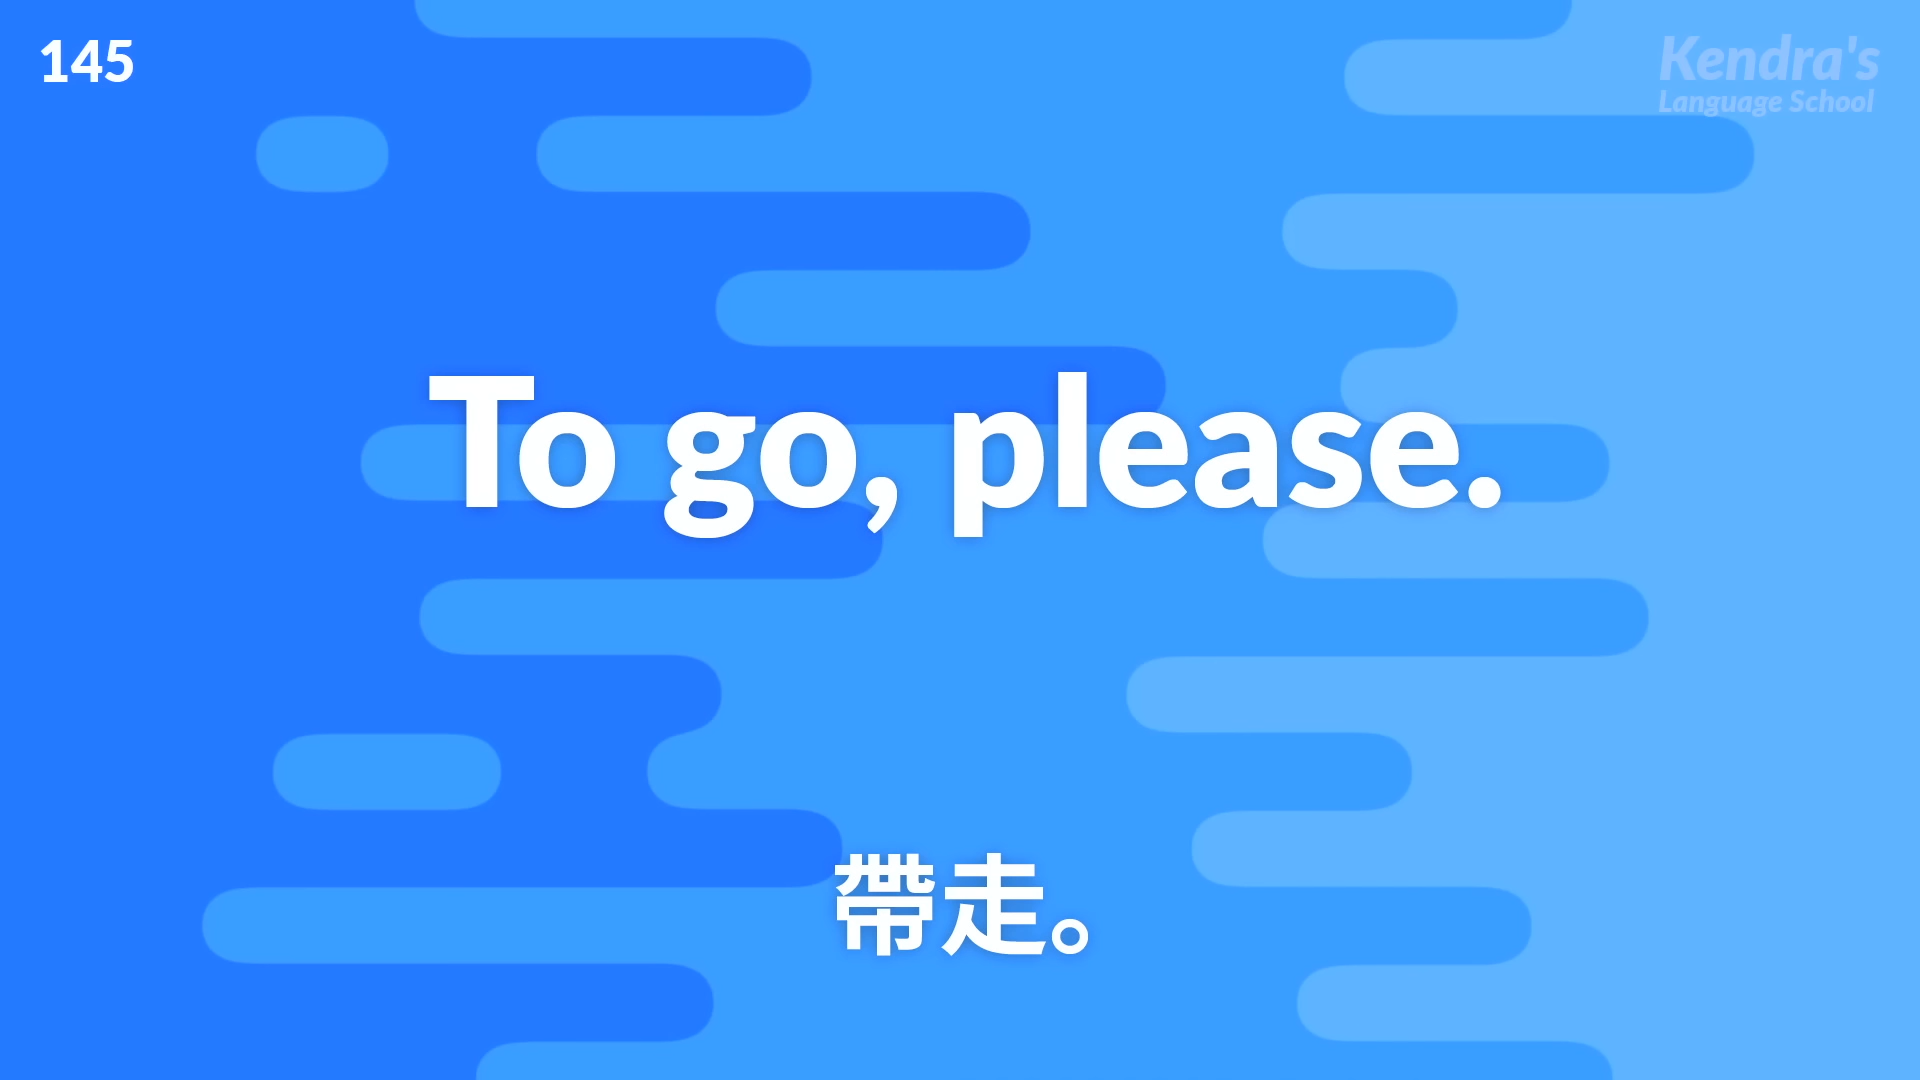 145
Kendra's
Language School
To go, please.
帶走。